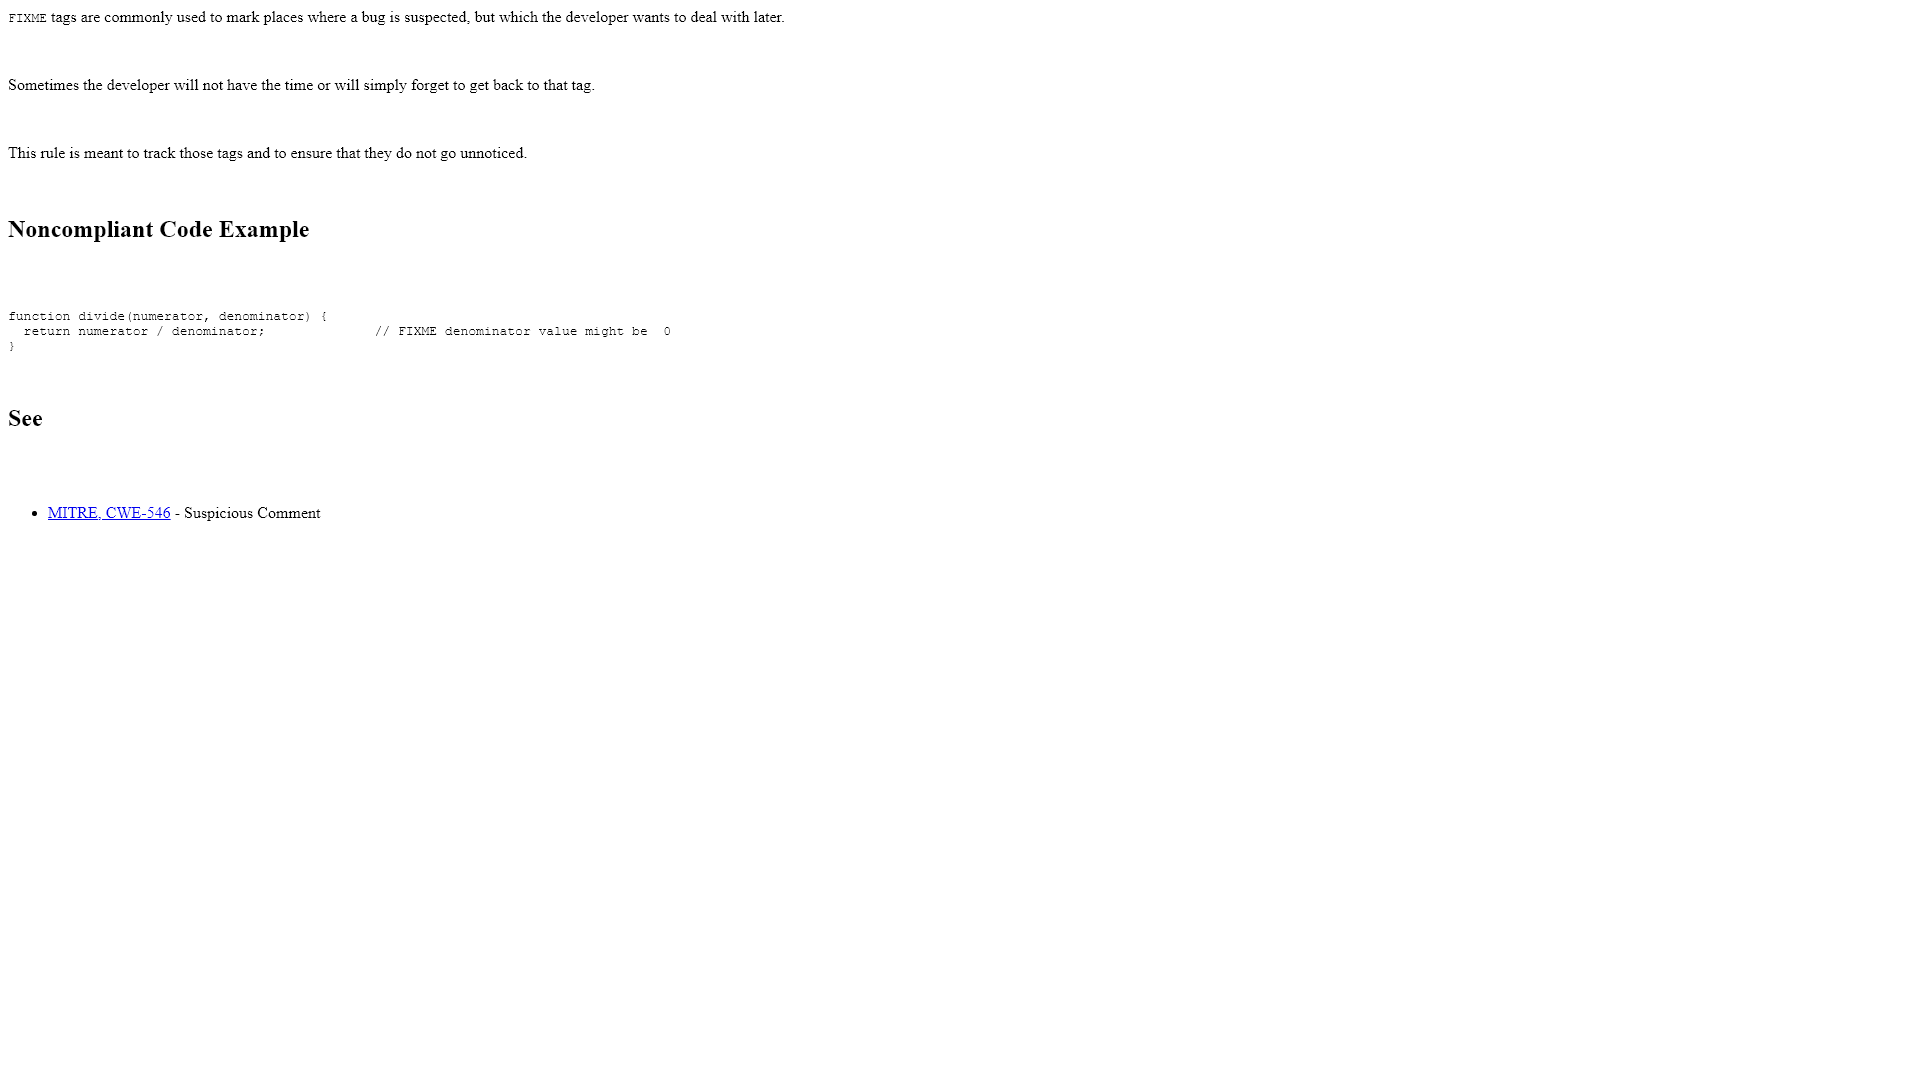 FIXME tags are commonly used to mark places where a bug is suspected, but which the developer wants to deal with later.
Sometimes the developer will not have the time or will simply forget to get back to that tag.
This rule is meant to track those tags and to ensure that they do not go unnoticed.
Noncompliant Code Example
function divide(numerator, denominator) {
  return numerator / denominator;              // FIXME denominator value might be  0
}
See
• MITRE, CWE-546 - Suspicious Comment